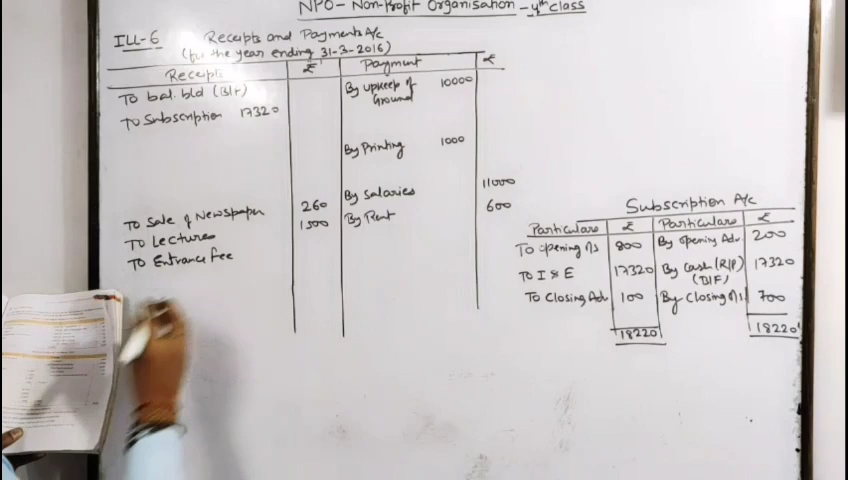 NPO - Non-Profit Organisation - 4th Class
ILL-6 Receipts and Payments A/c
(for the year ending 31-3-2016)
Receipts ₹ Payment ₹
To bal. b/d (B/f) By Upkeep of Ground 10000
To Subscription 17320
By Printing 1000
By Salaries 11000
To Sale of Newspaper 260 By Rent 600
To Lectures 1500
To Entrance Fee
Subscription A/c
Particulars ₹ Particulars ₹
To Opening O/s 800 By Opening Adv 200
To I & E 17320 By Cash (R/P) 17320
(B/F)
To Closing Adv 100 By Closing O/s 700
18220 18220